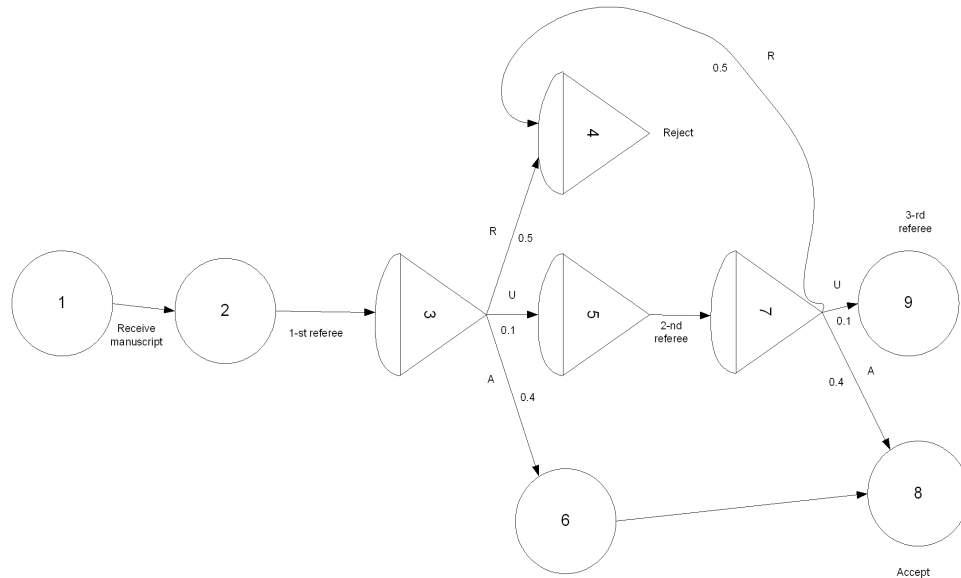 R
0.5
4
Reject
3-rd
referee
R
0.5
U
0.1
1
Receive
manuscript
2
1-st referee
3
U
0.1
5
2-nd
referee
7
9
A
0.4
A
0.4
6
8
Accept